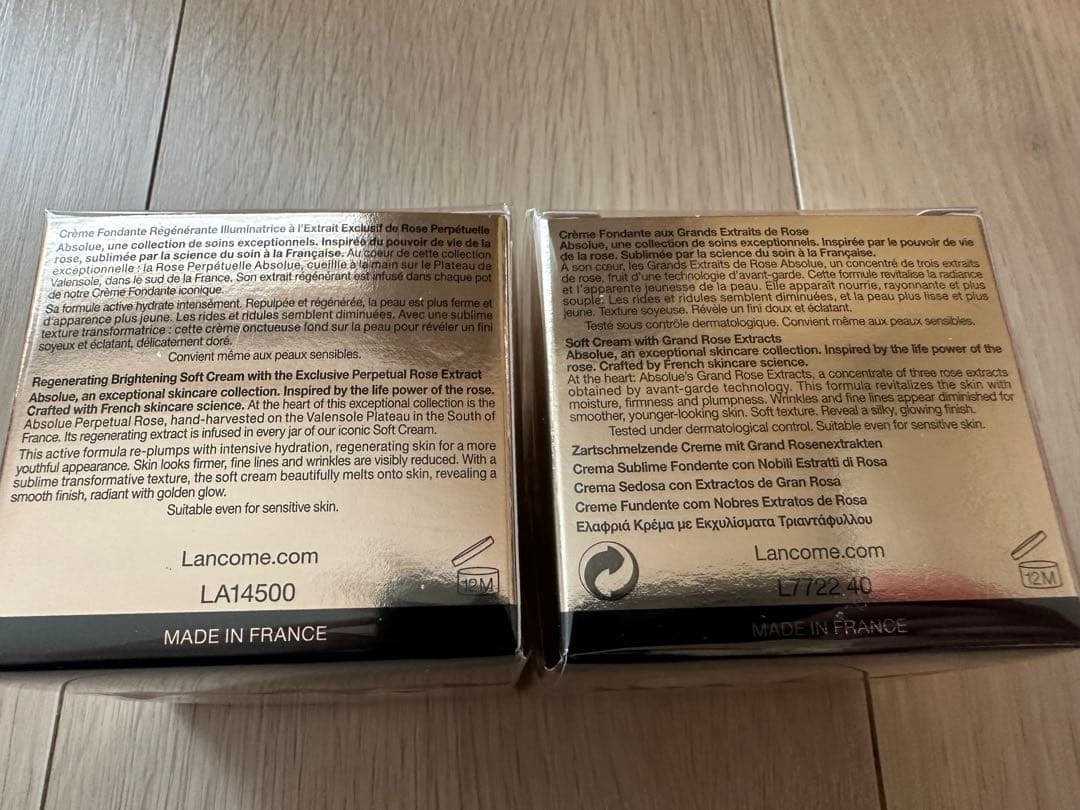 Crème Fondante Régénérante Illuminatrice à l'Extrait Exclusif de Rose Perpétuelle
Absolue, une collection de soins exceptionnels. Inspirée du pouvoir de vie de la
rose, sublimée par la science du soin à la Française. Au coeur de cette collection
exceptionnelle : la Rose Perpétuelle Absolue, cueillie à la main sur le Plateau de
Valensole, dans le sud de la France. Son extrait régénérant est infusé dans chaque pot
de notre Crème Fondante iconique.
Sa formule active hydrate intensément. Repulpée et régénérée, la peau est plus ferme et
d'apparence plus jeune. Les rides et ridules semblent diminuées. Avec une sublime
texture transformatrice : cette crème onctueuse fond sur la peau pour révéler un fini
soyeux et éclatant, délicatement doré.
Convient même aux peaux sensibles.
Regenerating Brightening Soft Cream with the Exclusive Perpetual Rose Extract
Absolue, an exceptional skincare collection. Inspired by the life power of the rose.
Crafted with French skincare science. At the heart of this exceptional collection is the
Absolue Perpetual Rose, hand-harvested on the Valensole Plateau in the South of
France. Its regenerating extract is infused in every jar of our iconic Soft Cream.
This active formula re-plumps with intensive hydration, regenerating skin for a more
youthful appearance. Skin looks firmer, fine lines and wrinkles are visibly reduced. With a
sublime transformative texture, the soft cream beautifully melts onto skin, revealing a
smooth finish, radiant with golden glow.
Suitable even for sensitive skin.
Lancome.com
12M
LA14500
MADE IN FRANCE
Crème Fondante aux Grands Extraits de Rose
Absolue, une collection de soins exceptionnels. Inspirée par le pouvoir de vie
de la rose. Sublimée par la science du soin à la Française.
A son cœur, les Grands Extraits de Rose Absolue, un concentré de trois extraits
de rose, fruit d'une technologie d'avant-garde. Cette formule revitalise la radiance
et l'apparente jeunesse de la peau. Elle apparaît nourrie, rayonnante et plus
souple. Les rides et ridules semblent diminuées, et la peau plus lisse et plus
jeune. Texture soyeuse. Révèle un fini doux et éclatant.
Testé sous contrôle dermatologique. Convient même aux peaux sensibles.
Soft Cream with Grand Rose Extracts
Absolue, an exceptional skincare collection. Inspired by the life power of the
rose. Crafted by French skincare science.
At the heart: Absolue's Grand Rose Extracts, a concentrate of three rose extracts
obtained by avant-garde technology. This formula revitalizes the skin with
moisture, firmness and plumpness. Wrinkles and fine lines appear diminished for
smoother, younger-looking skin. Soft texture. Reveal a silky, glowing finish.
Tested under dermatological control. Suitable even for sensitive skin.
Zartschmelzende Creme mit Grand Rosenextrakten
Crema Sublime Fondente con Nobili Estratti di Rosa
Crema Sedosa con Extractos de Gran Rosa
Creme Fundente com Nobres Extratos de Rosa
Ελαφριά Κρέμα με Εκχυλίσματα Τριαντάφυλλου
Lancome.com
12M
L7722 40
MADE IN FRANCE